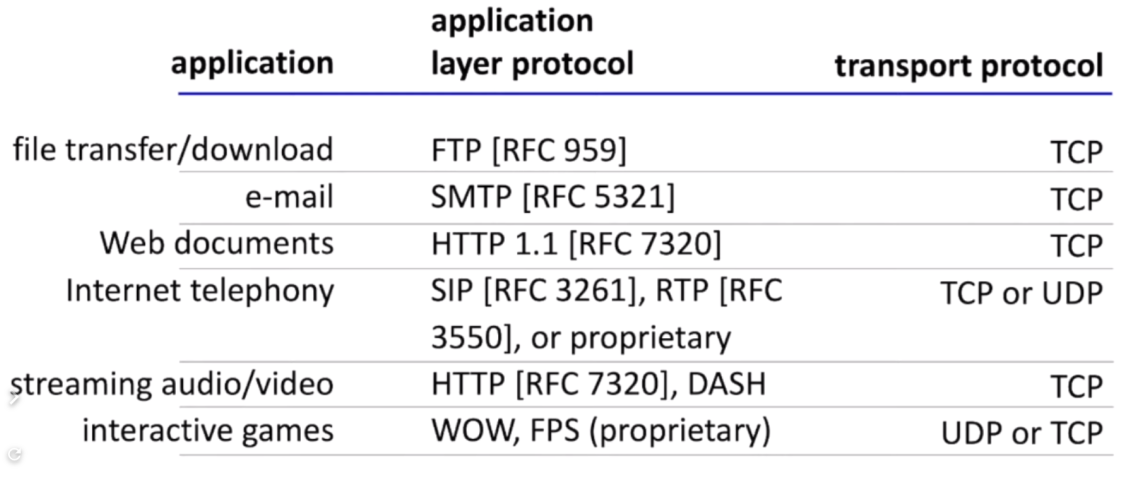 application
application layer protocol transport protocol
file transfer/download FTP [RFC 959] TCP
e-mail SMTP [RFC 5321] TCP
Web documents HTTP 1.1 [RFC 7320] TCP
Internet telephony SIP [RFC 3261], RTP [RFC TCP or UDP
3550], or proprietary
streaming audio/video HTTP [RFC 7320], DASH TCP
interactive games WOW, FPS (proprietary) UDP or TCP